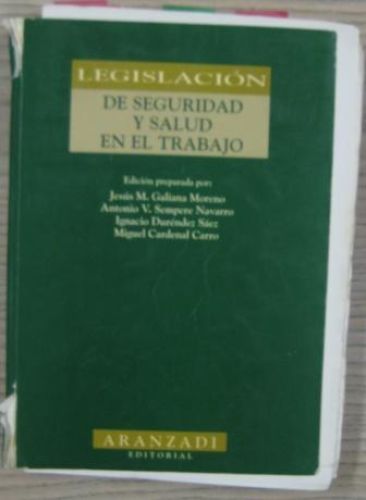 LEGISLACIÓN
DE SEGURIDAD
Y SALUD
EN EL TRABAJO
Edición preparada por:
Jesús M. Galiana Moreno
Antonio V. Sempere Navarro
Ignacio Duréndez Sáez
Miguel Cardenal Carro
ARANZADI
EDITORIAL